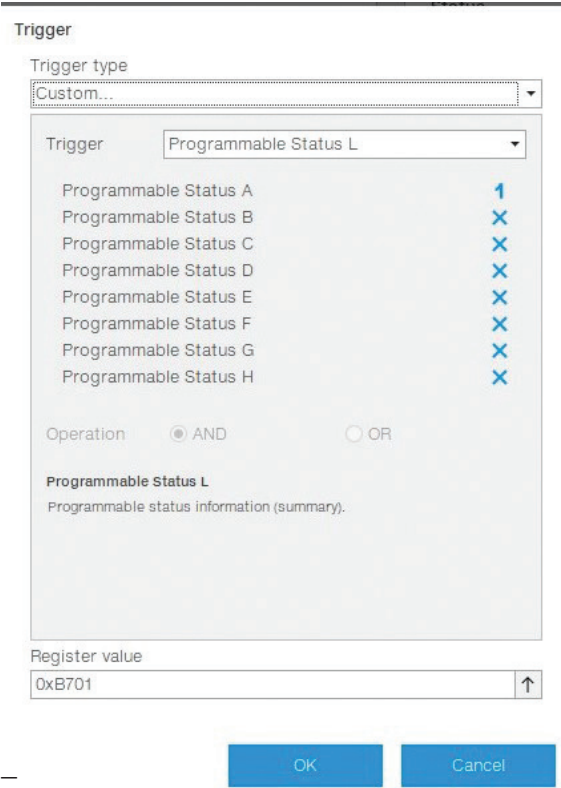 Status
Trigger
Trigger type
Custom...
Trigger Programmable Status L
Programmable Status A 1
Programmable Status B X
Programmable Status C X
Programmable Status D X
Programmable Status E X
Programmable Status F X
Programmable Status G X
Programmable Status H X
Operation AND OR
Programmable Status L
Programmable status information (summary).
Register value
0xB701
OK Cancel